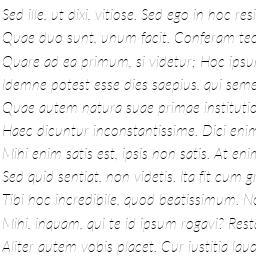 Sed ille, ut dixi, vitiose. Sed ego in hoc resi
Quae duo sunt, unum facit. Conferam tec
Quare ad ea primum, si videtur; Hoc ipsu
Idemne potest esse dies saepius, qui seme
Quae autem natura suae primae institutio
Haec dicuntur inconstantissime. Dici enim
Mihi enim satis est, ipsis non satis. At enim
Sed quid sentiat, non videtis. Ita fit cum gr
Tibi hoc incredibile, quod beatissimum. No
Mihi, inquam, qui te id ipsum rogavi? Resta
Aliter autem vobis placet. Cur iustitia laud